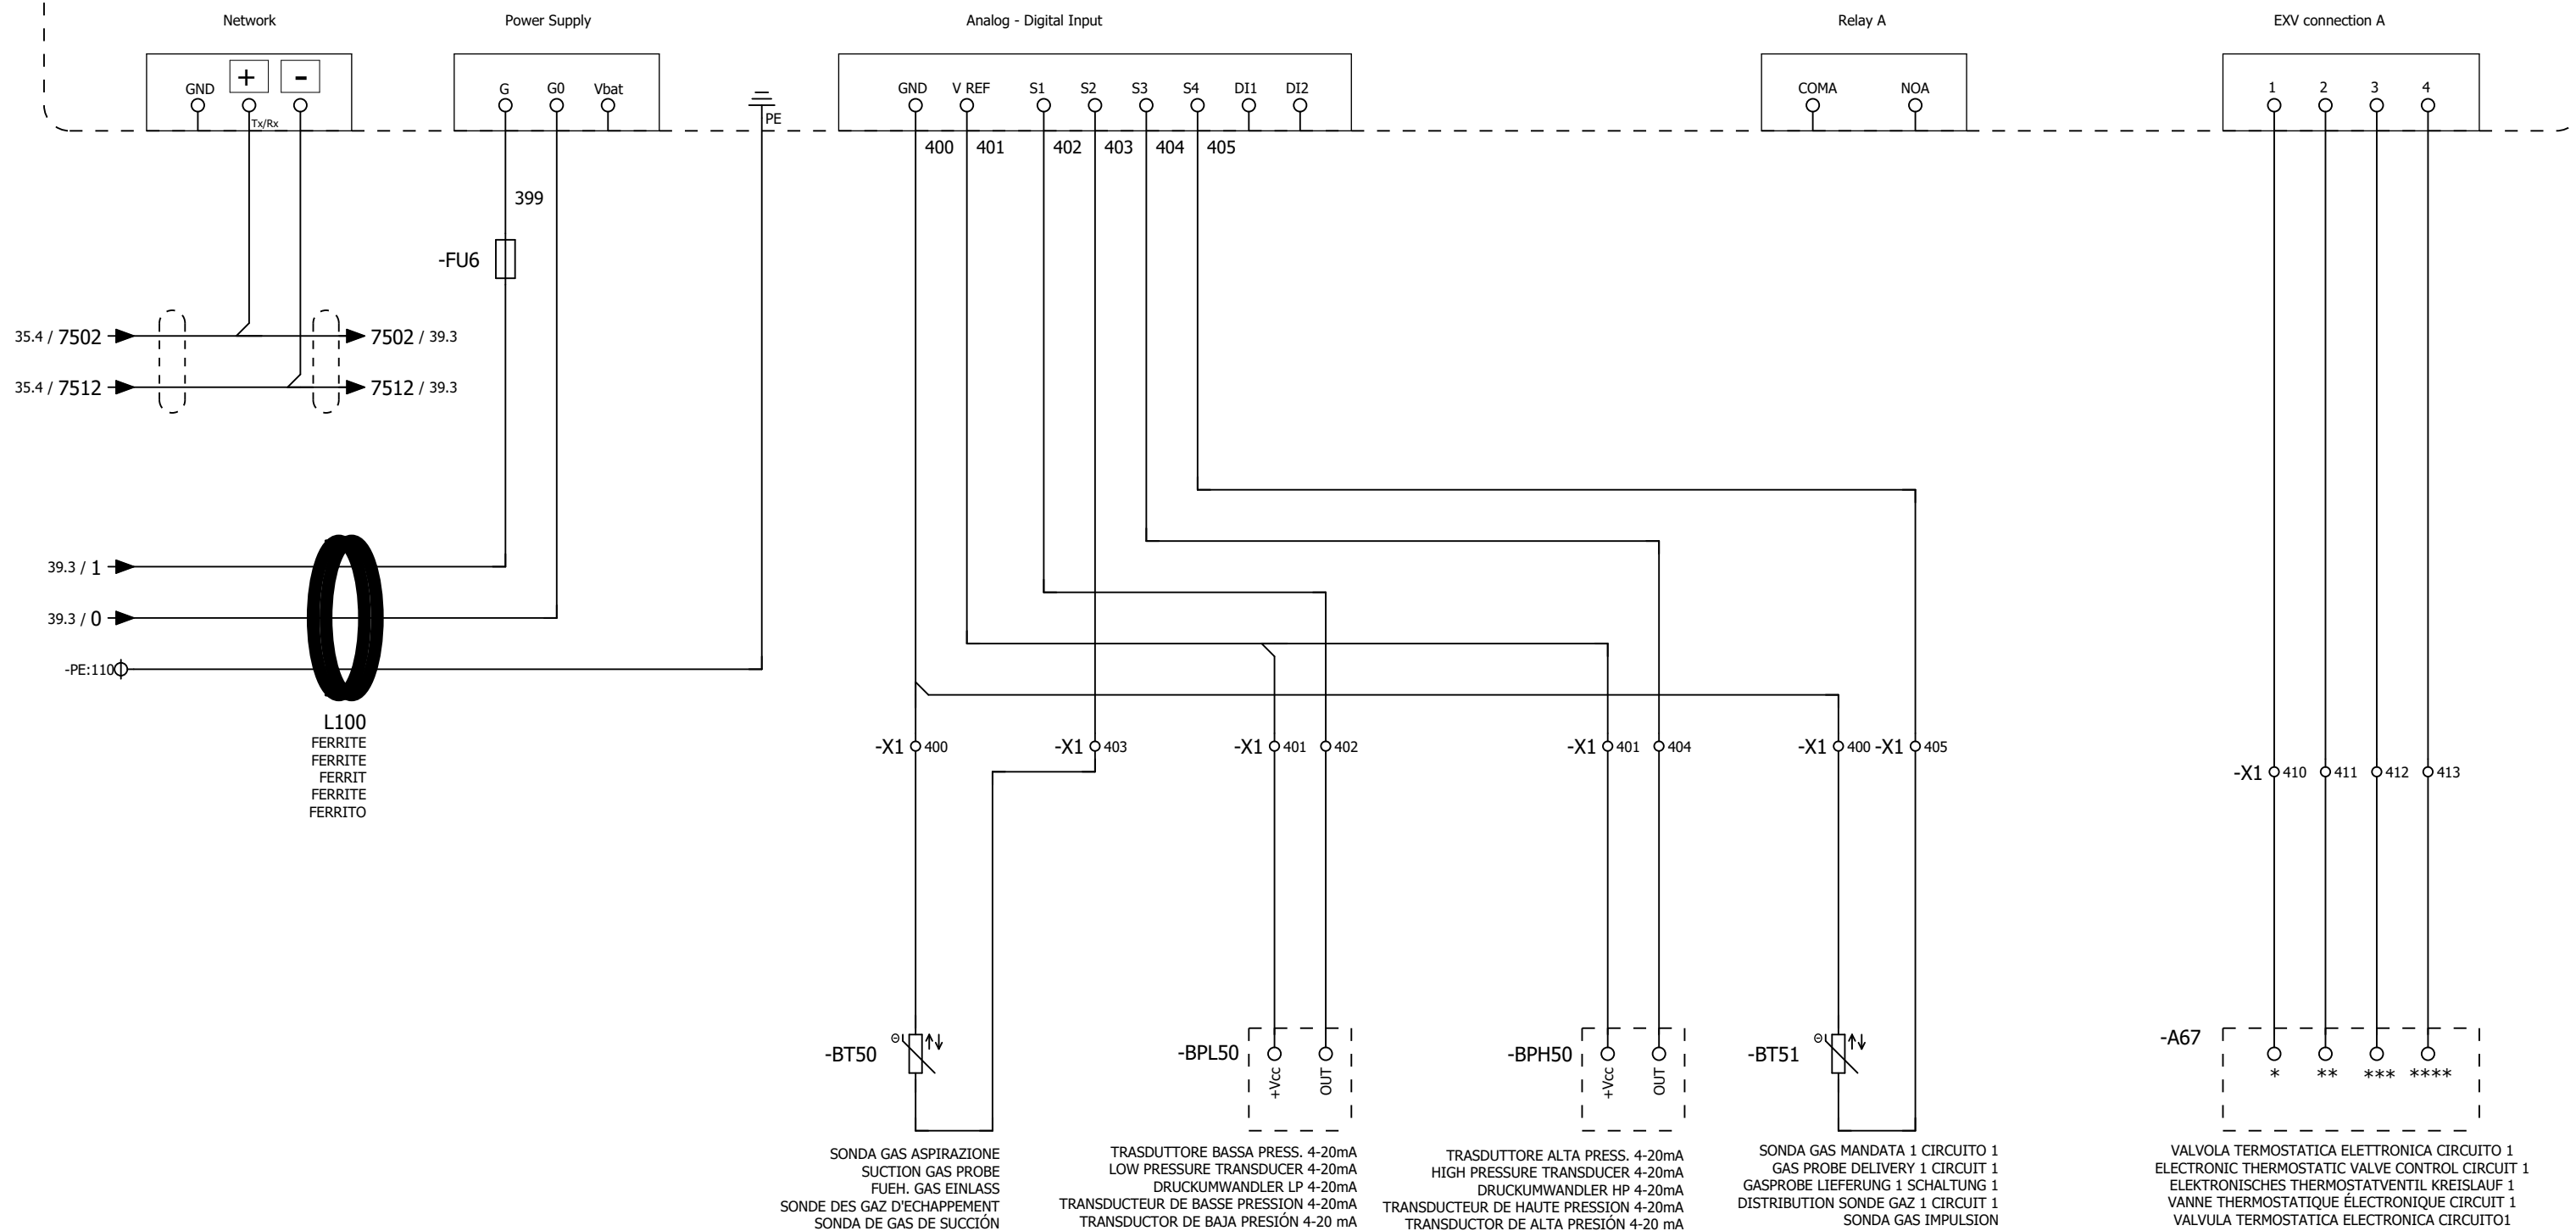 Network
Power Supply
Analog - Digital Input
Relay A
EXV connection A
GND + -
Tx/Rx
G G0 Vbat
PE
GND V REF S1 S2 S3 S4 DI1 DI2
COMA NOA
1 2 3 4
400 401 402 403 404 405
399
-FU6
35.4 / 7502
7502 / 39.3
35.4 / 7512
7512 / 39.3
39.3 / 1
39.3 / 0
-PE:110
L100
FERRITE
FERRITE
FERRIT
FERRITE
FERRITO
-X1 400
-X1 403
-X1 401 402
-X1 401 404
-X1 400 -X1 405
-X1 410 411 412 413
-BT50
Θ
-BPL50
+Vcc OUT
-BPH50
+Vcc OUT
-BT51
Θ
-A67
* ** *** ****
SONDA GAS ASPIRAZIONE
SUCTION GAS PROBE
FUEH. GAS EINLASS
SONDE DES GAZ D'ECHAPPEMENT
SONDA DE GAS DE SUCCIÓN
TRASDUTTORE BASSA PRESS. 4-20mA
LOW PRESSURE TRANSDUCER 4-20mA
DRUCKUMWANDLER LP 4-20mA
TRANSDUCTEUR DE BASSE PRESSION 4-20mA
TRANSDUCTOR DE BAJA PRESIÓN 4-20 mA
TRASDUTTORE ALTA PRESS. 4-20mA
HIGH PRESSURE TRANSDUCER 4-20mA
DRUCKUMWANDLER HP 4-20mA
TRANSDUCTEUR DE HAUTE PRESSION 4-20mA
TRANSDUCTOR DE ALTA PRESIÓN 4-20 mA
SONDA GAS MANDATA 1 CIRCUITO 1
GAS PROBE DELIVERY 1 CIRCUIT 1
GASPROBE LIEFERUNG 1 SCHALTUNG 1
DISTRIBUTION SONDE GAZ 1 CIRCUIT 1
SONDA GAS IMPULSION
VALVOLA TERMOSTATICA ELETTRONICA CIRCUITO 1
ELECTRONIC THERMOSTATIC VALVE CONTROL CIRCUIT 1
ELEKTRONISCHES THERMOSTATVENTIL KREISLAUF 1
VANNE THERMOSTATIQUE ÉLECTRONIQUE CIRCUIT 1
VALVULA TERMOSTATICA ELECTRONICA CIRCUITO1